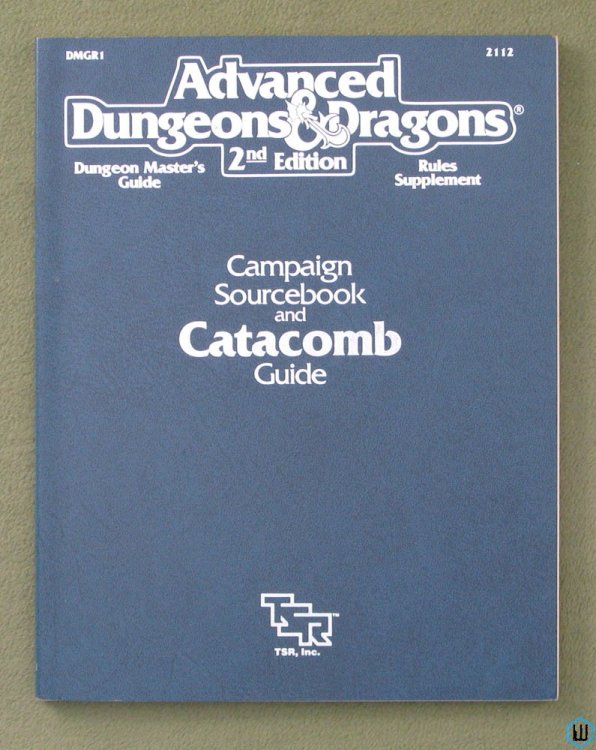 DMGR1
2112
Advanced
Dungeons & Dragons®
2nd Edition
Dungeon Master's
Guide
Rules
Supplement
Campaign
Sourcebook
and
Catacomb
Guide
TSR™
TSR, Inc.
W